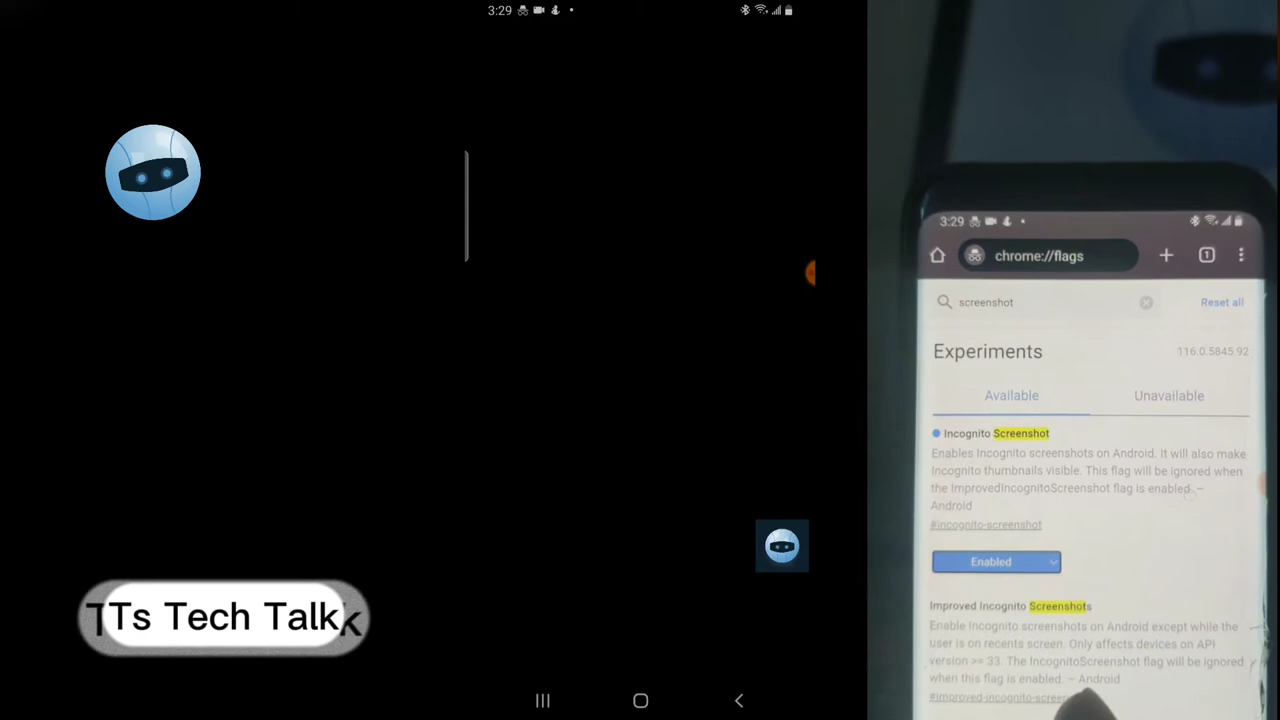 3:29
TTs Tech Talk
3:29
chrome://flags
1
screenshot
Reset all
Experiments
116.0.5845.92
Available
Unavailable
Incognito Screenshot
Enables Incognito screenshots on Android. It will also make
Incognito thumbnails visible. This flag will be ignored when
the ImprovedIncognitoScreenshot flag is enabled. –
Android
#incognito-screenshot
Enabled
Improved Incognito Screenshots
Enable Incognito screenshots on Android except while the
user is on recents screen. Only affects devices on API
version >= 33. The IncognitoScreenshot flag will be ignored
when this flag is enabled. – Android
#improved-incognito-screen